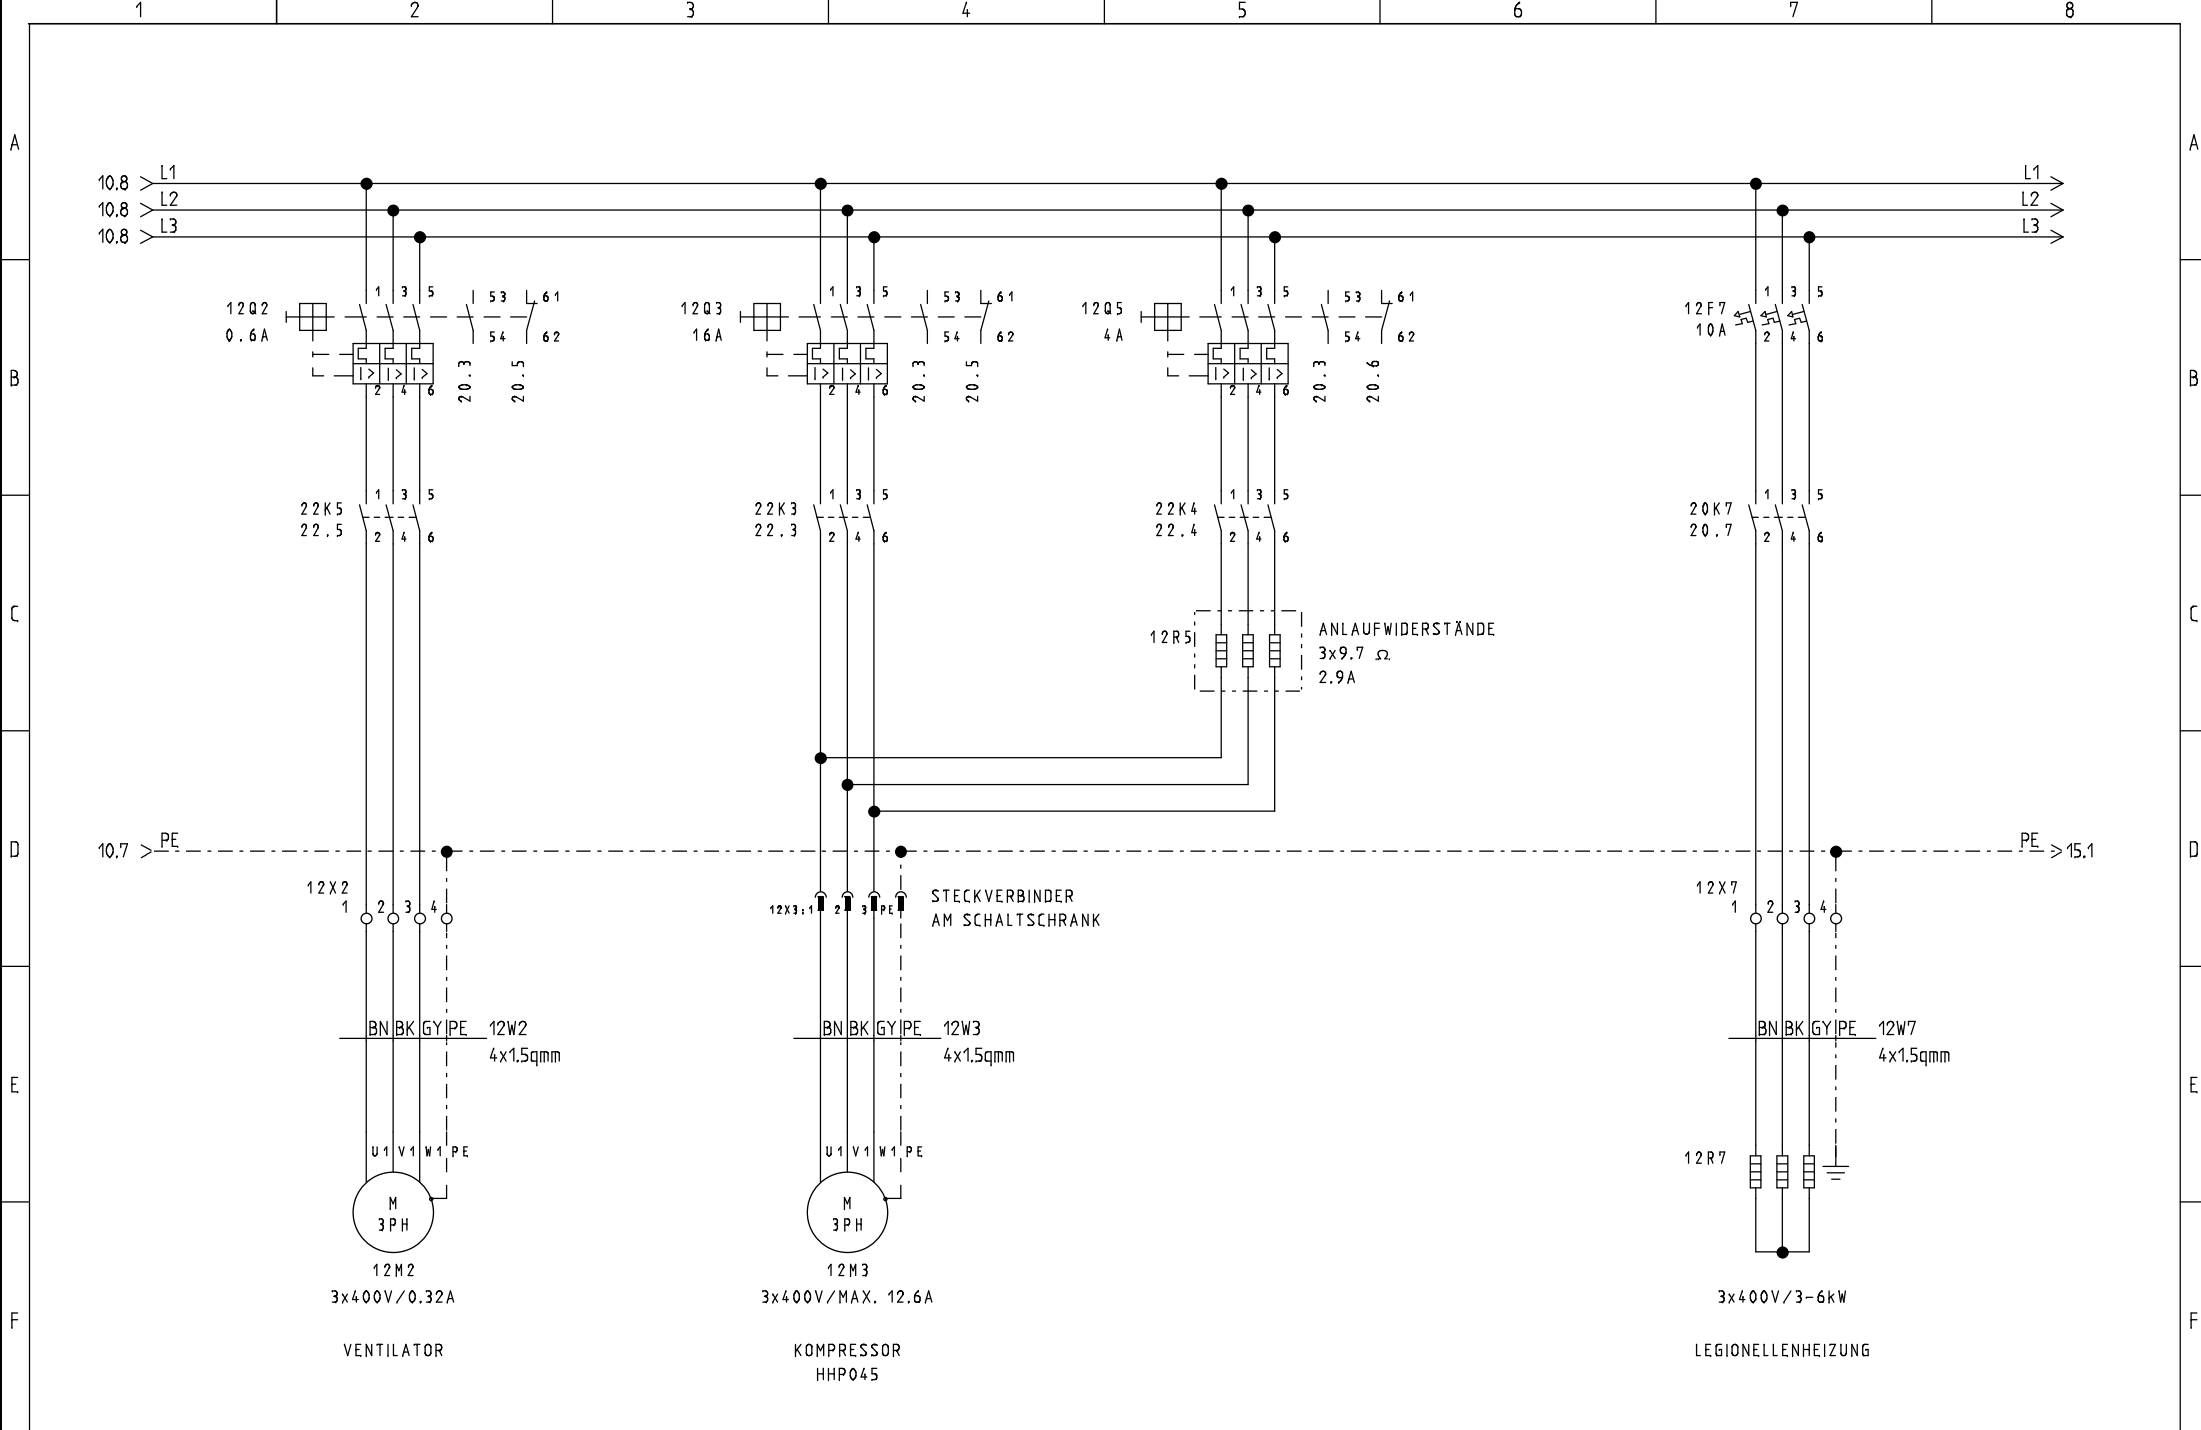 1 2 3 4 5 6 7 8
A A
10.8 L1 L1
10.8 L2 L2
10.8 L3 L3
12Q2 1 3 5 53 61
0.6A 54 62
2 4 6 20.3 20.5
12Q3 1 3 5 53 61
16A 54 62
2 4 6 20.3 20.5
12Q5 1 3 5 53 61
4A 54 62
2 4 6 20.3 20.6
12F7 1 3 5
10A 2 4 6
B B
22K5 1 3 5
22.5 2 4 6
22K3 1 3 5
22.3 2 4 6
22K4 1 3 5
22.4 2 4 6
20K7 1 3 5
20.7 2 4 6
C C
12R5 ANLAUFWIDERSTÄNDE
3x9.7 Ω
2.9A
D D
10.7 PE PE 15.1
12X2
1 2 3 4
12X3:1 2 3 PE
STECKVERBINDER
AM SCHALTSCHRANK
12X7
1 2 3 4
BN BK GY PE 12W2
4x1.5qmm
BN BK GY PE 12W3
4x1.5qmm
BN BK GY PE 12W7
4x1.5qmm
E E
U1 V1 W1 PE
M
3PH
12M2
3x400V/0.32A
VENTILATOR
U1 V1 W1 PE
M
3PH
12M3
3x400V/MAX. 12.6A
KOMPRESSOR
HHP045
12R7
3x400V/3-6kW
LEGIONELLENHEIZUNG
F F